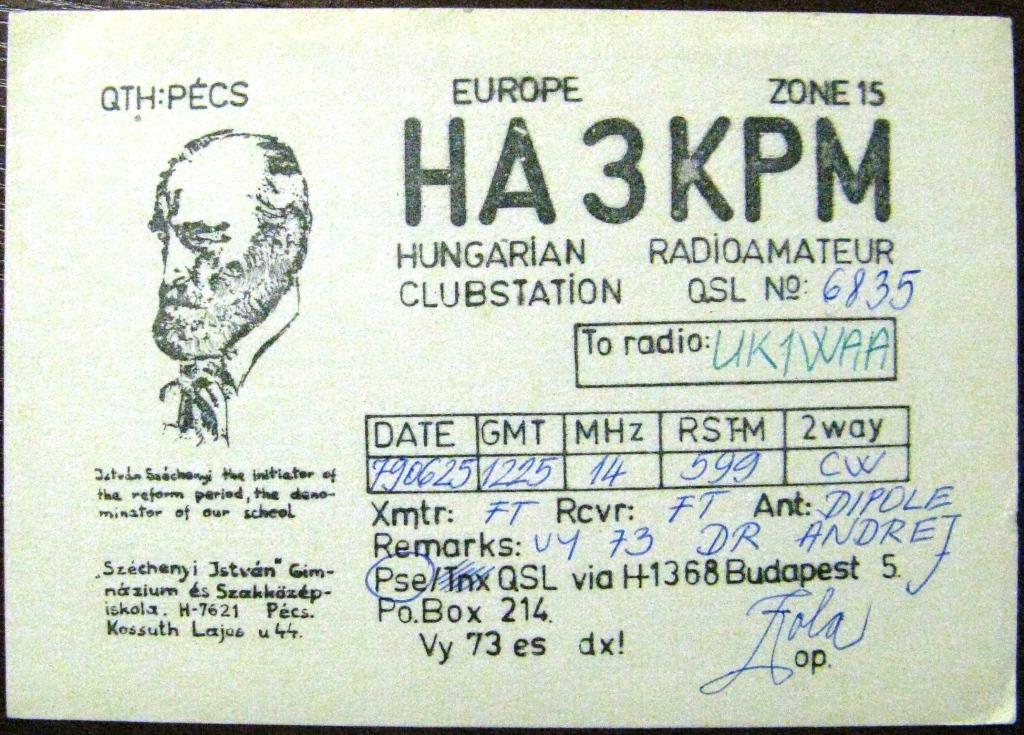 QTH:PÉCS
EUROPE ZONE 15
HA3KPM
HUNGARIAN RADIOAMATEUR
CLUBSTATION QSL No: 6835
To radio: UK1WAA
DATE GMT MHz RST-M 2way
790625 1225 14 599 CW
Xmtr: FT Rcvr: FT Ant: DIPOLE
Remarks: VY 73 DR ANDREJ
Pse/Tnx QSL via H-1368 Budapest 5.
Po.Box 214.
Vy 73 es dx!
op.
István Széchenyi the initiator of
the reform period, the deno-
minator of our school
„Széchenyi István" Gim-
názium és Szakközép-
iskola. H-7621 Pécs.
Kossuth Lajos u 44.